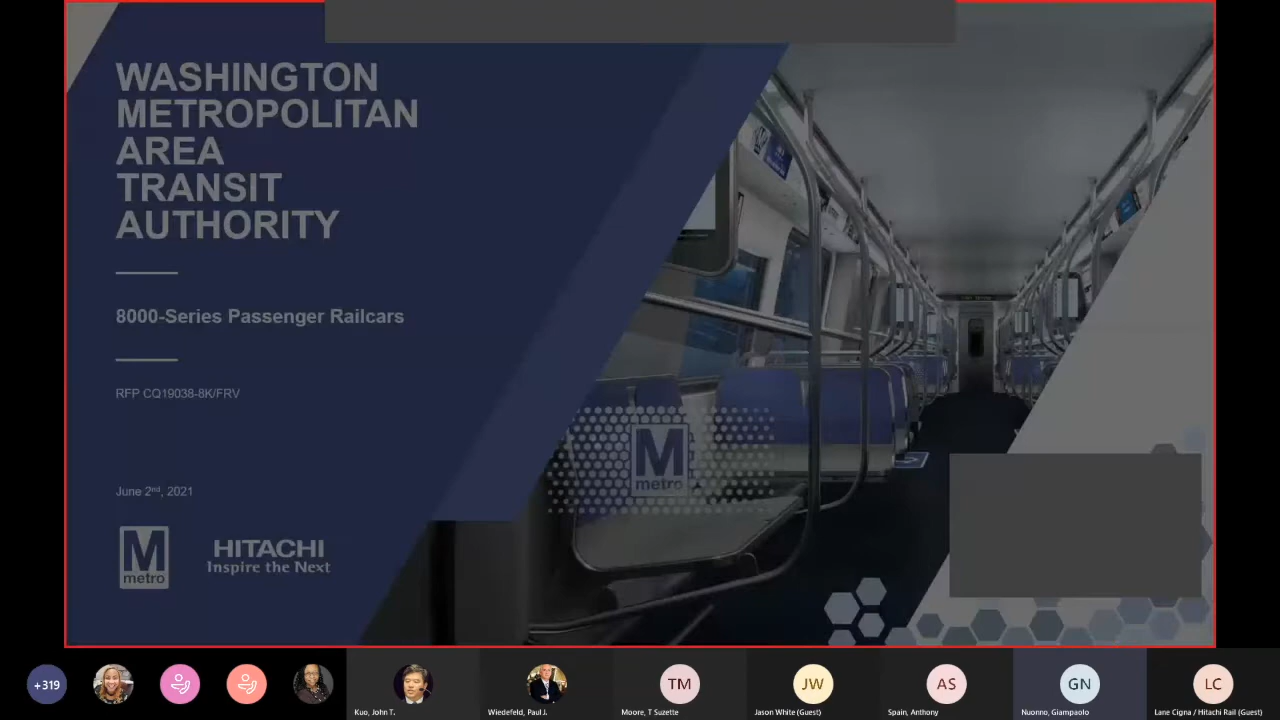 WASHINGTON
METROPOLITAN
AREA
TRANSIT
AUTHORITY
8000-Series Passenger Railcars
RFP CQ19038-8K/FRV
June 2nd, 2021
M
metro
HITACHI
Inspire the Next
M
metro
+319
Kuo, John T.
Wiedefeld, Paul J.
TM
Moore, T Suzette
JW
Jason White (Guest)
AS
Spain, Anthony
GN
Nuonno, Giampaolo
LC
Lane Cigna / Hitachi Rail (Guest)